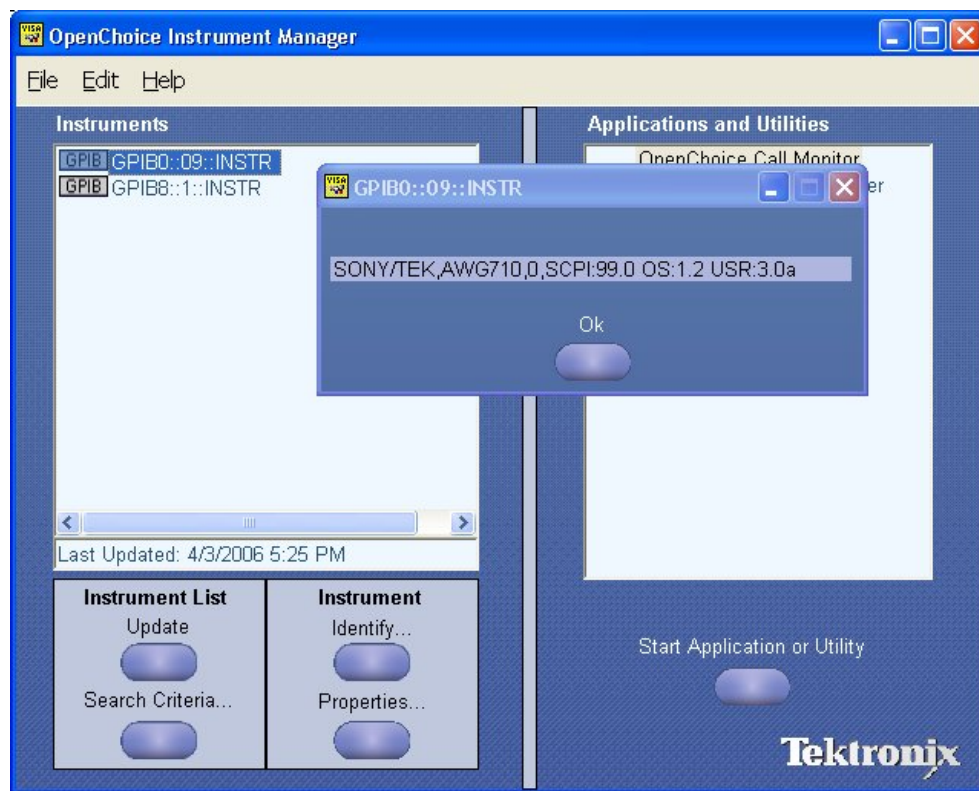 VISA
OpenChoice Instrument Manager
File Edit Help
Instruments
GPIB GPIB0::09::INSTR
GPIB GPIB8::1::INSTR
Last Updated: 4/3/2006 5:25 PM
Applications and Utilities
OpenChoice Call Monitor
er
VISA
GPIB0::09::INSTR
SONY/TEK,AWG710,0,SCPI:99.0 OS:1.2 USR:3.0a
Ok
Instrument List
Update
Search Criteria...
Instrument
Identify...
Properties...
Start Application or Utility
Tektronix